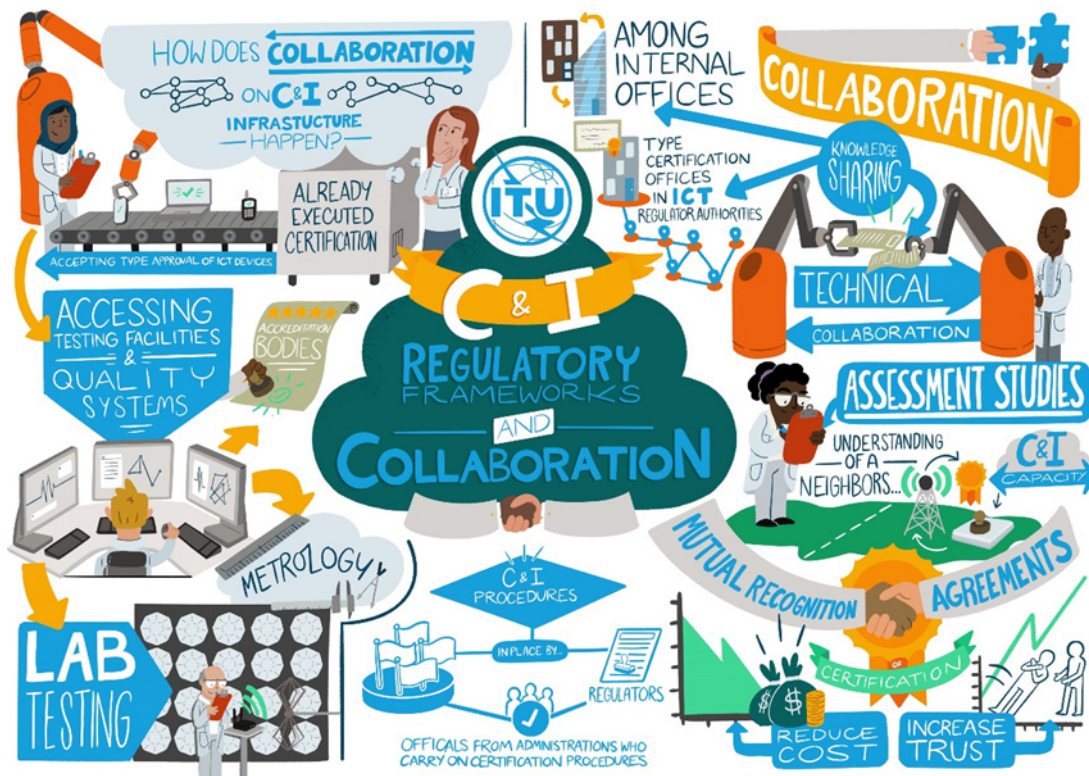 HOW DOES COLLABORATION
ON C&I
INFRASTUCTURE
HAPPEN?
ALREADY
EXECUTED
CERTIFICATION
ACCEPTING TYPE APPROVAL OF ICT DEVICES
ACCESSING
TESTING FACILITIES
&
QUALITY
SYSTEMS
ACCREDITATION
BODIES
METROLOGY
LAB
TESTING
AMONG
INTERNAL
OFFICES
TYPE
CERTIFICATION
OFFICES
IN ICT
REGULATOR AUTHORITIES
ITU
C & I
REGULATORY
FRAMEWORKS
AND
COLLABORATION
C & I
PROCEDURES
IN PLACE BY...
REGULATORS
OFFICALS FROM ADMINISTRATIONS WHO
CARRY ON CERTIFICATION PROCEDURES
COLLABORATION
KNOWLEDGE
SHARING
TECHNICAL
COLLABORATION
ASSESSMENT STUDIES
UNDERSTANDING
OF A
NEIGHBORS...
C&I
CAPACITY
MUTUAL RECOGNITION
AGREEMENTS
OF
CERTIFICATION
$ $
REDUCE
COST
INCREASE
TRUST